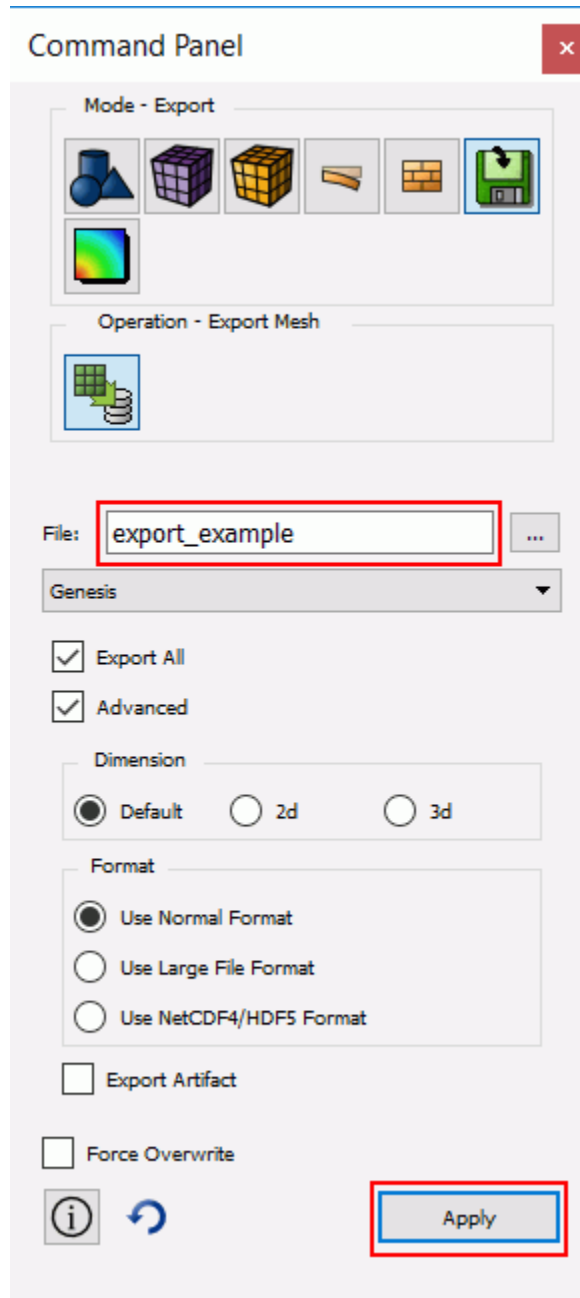 Command Panel
Mode - Export
Operation - Export Mesh
File: export_example ...
Genesis
Export All
Advanced
Dimension
Default 2d 3d
Format
Use Normal Format
Use Large File Format
Use NetCDF4/HDF5 Format
Export Artifact
Force Overwrite
Apply